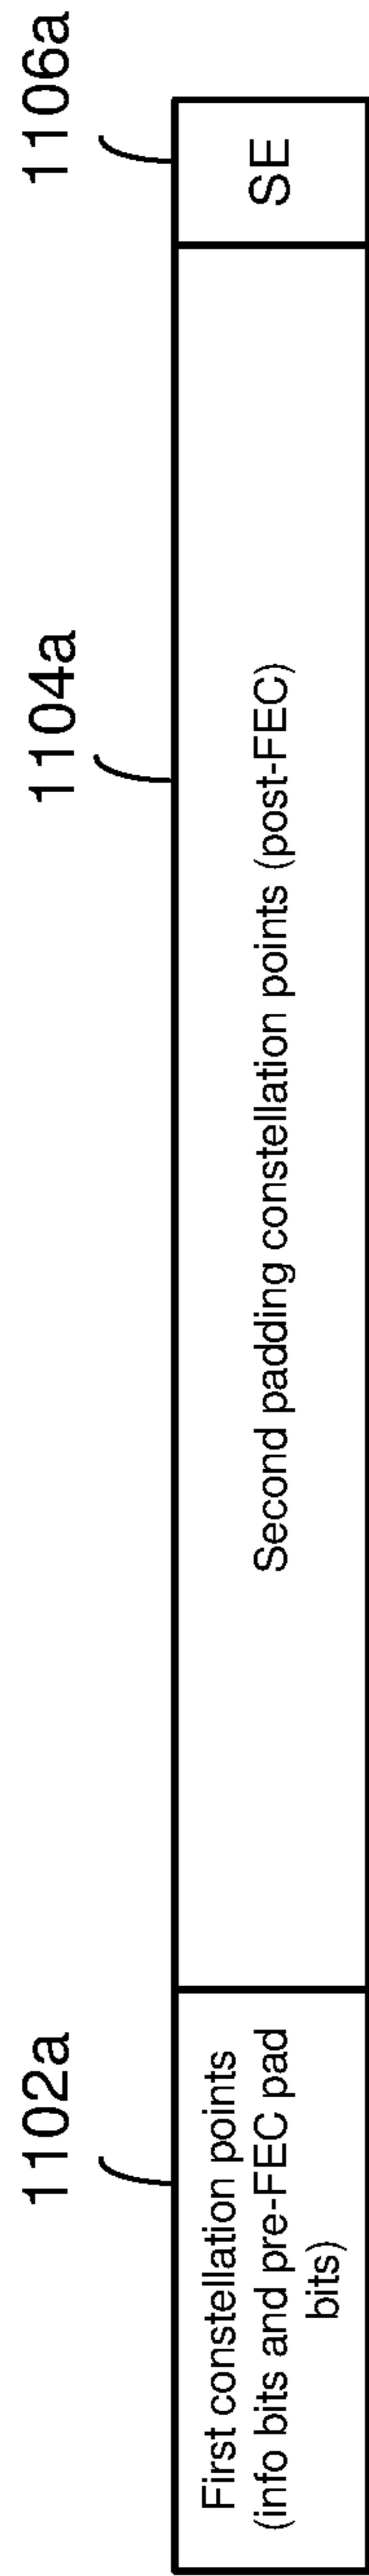 1102a
1104a
1106a
First constellation points
(info bits and pre-FEC pad
bits)
Second padding constellation points (post-FEC)
SE